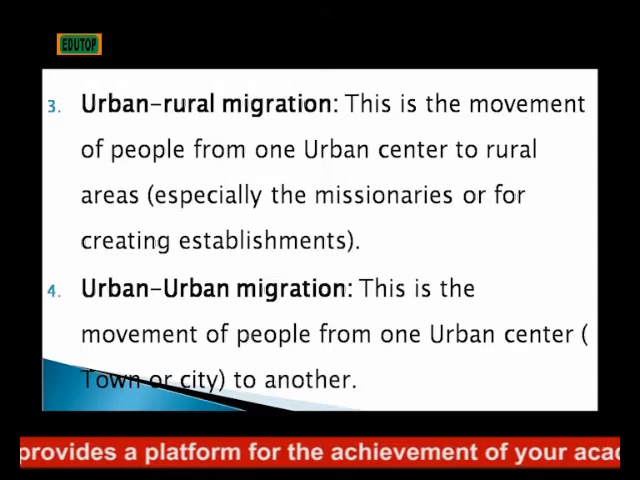 EDUTOP
3. Urban-rural migration: This is the movement
of people from one Urban center to rural
areas (especially the missionaries or for
creating establishments).
4. Urban-Urban migration: This is the
movement of people from one Urban center (
Town or city) to another.
provides a platform for the achievement of your aca